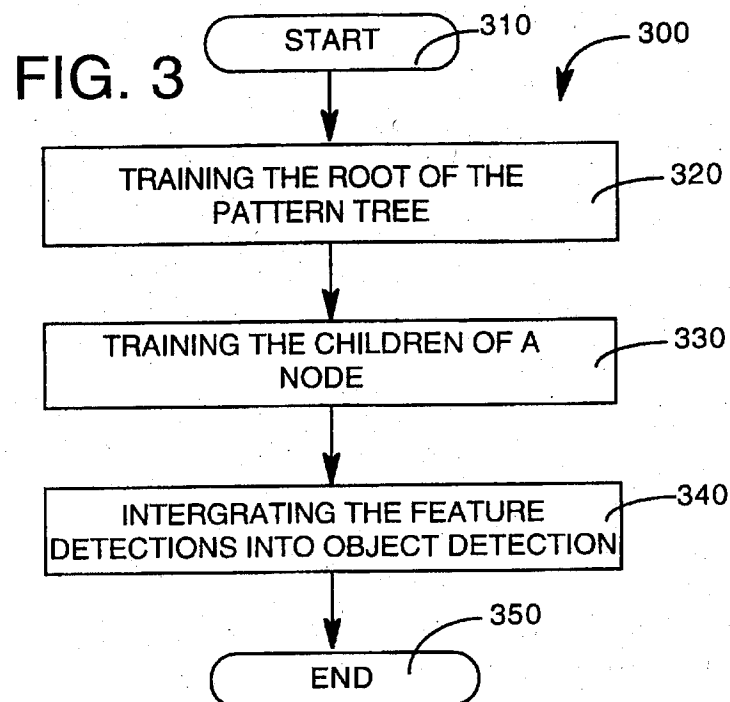 FIG. 3
START
310
300
TRAINING THE ROOT OF THE
PATTERN TREE
320
TRAINING THE CHILDREN OF A
NODE
330
INTERGRATING THE FEATURE
DETECTIONS INTO OBJECT DETECTION
340
350
END